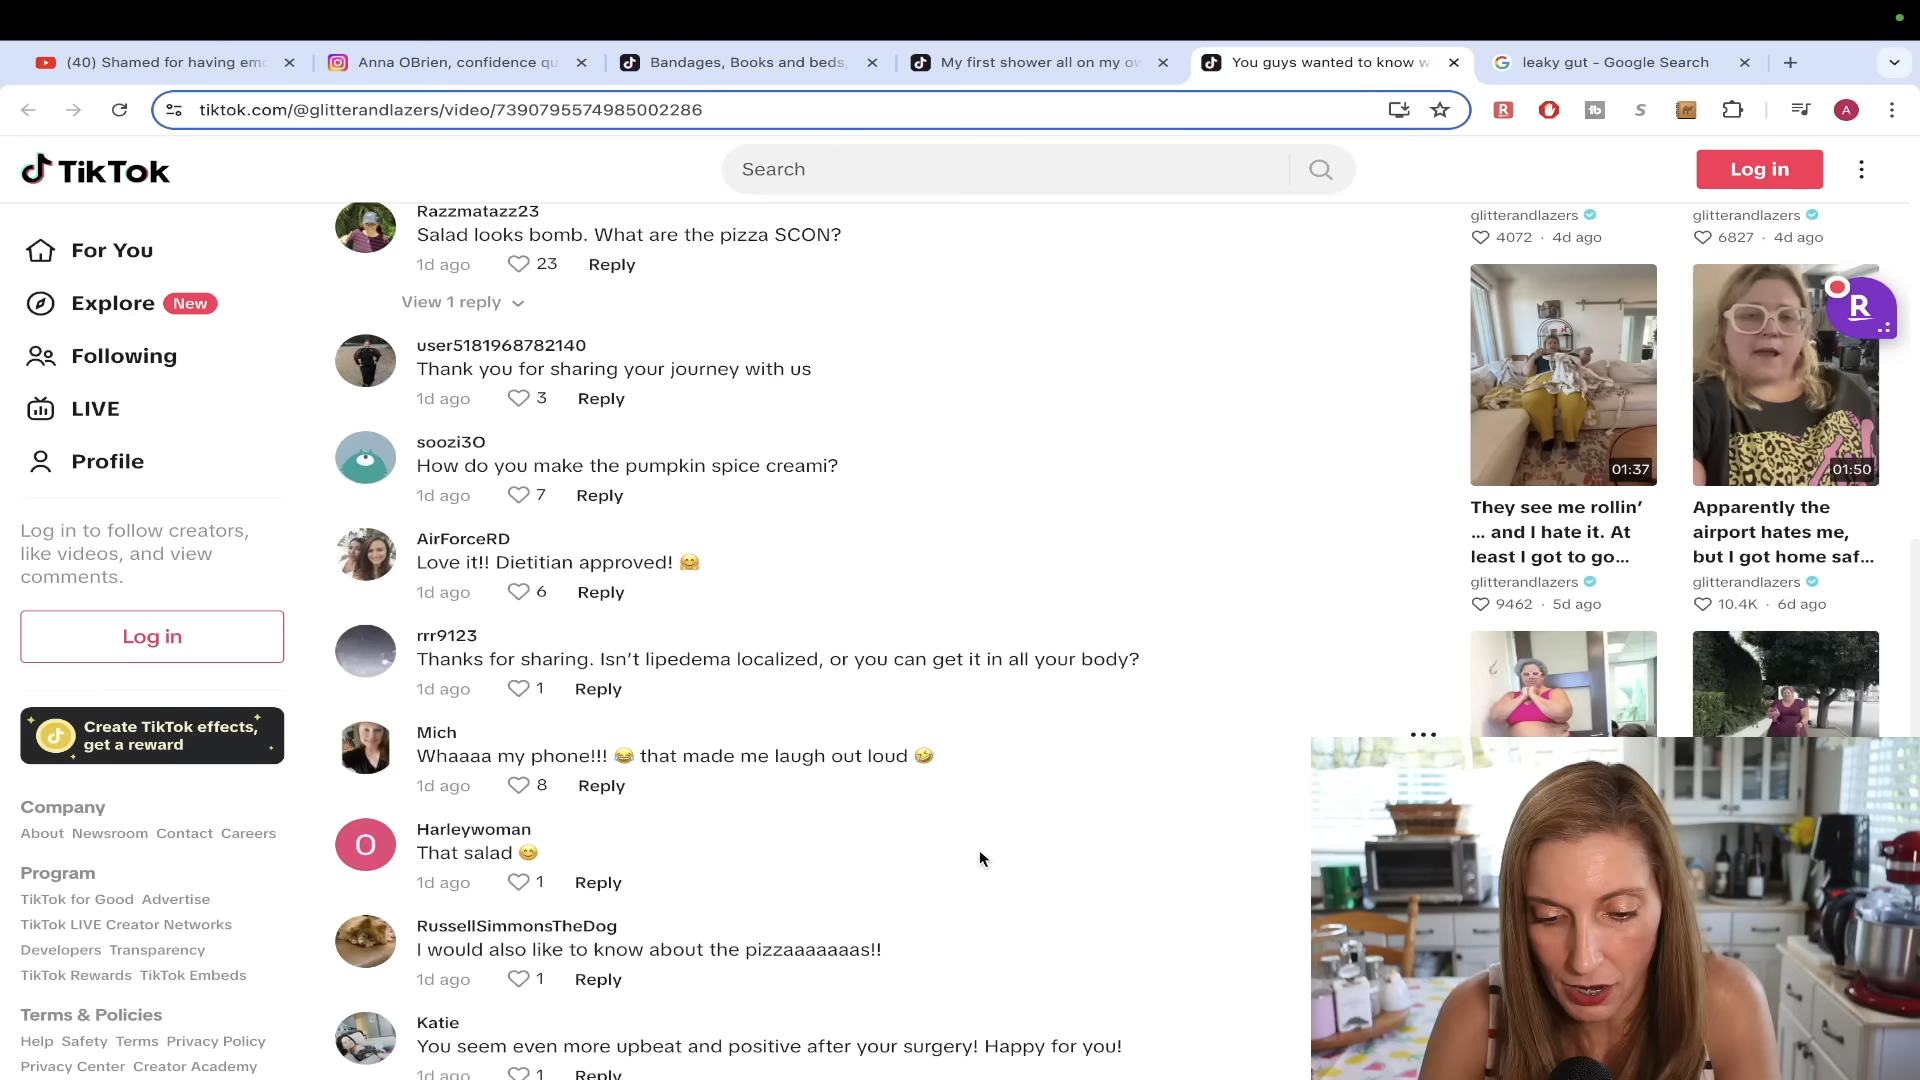 (40) Shamed for having emo
Anna OBrien, confidence qu
Bandages, Books and beds,
My first shower all on my ow
You guys wanted to know w
leaky gut - Google Search
tiktok.com/@glitterandlazers/video/7390795574985002286
A
TikTok
Search
Log in
For You
Explore New
Following
LIVE
Profile
Log in to follow creators,
like videos, and view
comments.
Log in
Create TikTok effects,
get a reward
Company
About Newsroom Contact Careers
Program
TikTok for Good Advertise
TikTok LIVE Creator Networks
Developers Transparency
TikTok Rewards TikTok Embeds
Terms & Policies
Help Safety Terms Privacy Policy
Privacy Center Creator Academy
Razzmatazz23
Salad looks bomb. What are the pizza SCON?
1d ago 23 Reply
View 1 reply
user5181968782140
Thank you for sharing your journey with us
1d ago 3 Reply
soozi3O
How do you make the pumpkin spice creami?
1d ago 7 Reply
AirForceRD
Love it!! Dietitian approved! 🤗
1d ago 6 Reply
rrr9123
Thanks for sharing. Isn’t lipedema localized, or you can get it in all your body?
1d ago 1 Reply
Mich
Whaaaa my phone!!! 😂 that made me laugh out loud 🤣
1d ago 8 Reply
O
Harleywoman
That salad 😊
1d ago 1 Reply
RussellSimmonsTheDog
I would also like to know about the pizzaaaaaaas!!
1d ago 1 Reply
Katie
You seem even more upbeat and positive after your surgery! Happy for you!
1d ago 1 Reply
glitterandlazers
4072 · 4d ago
glitterandlazers
6827 · 4d ago
R
01:37
01:50
They see me rollin’
... and I hate it. At
least I got to go...
glitterandlazers
9462 · 5d ago
Apparently the
airport hates me,
but I got home saf...
glitterandlazers
10.4K · 6d ago